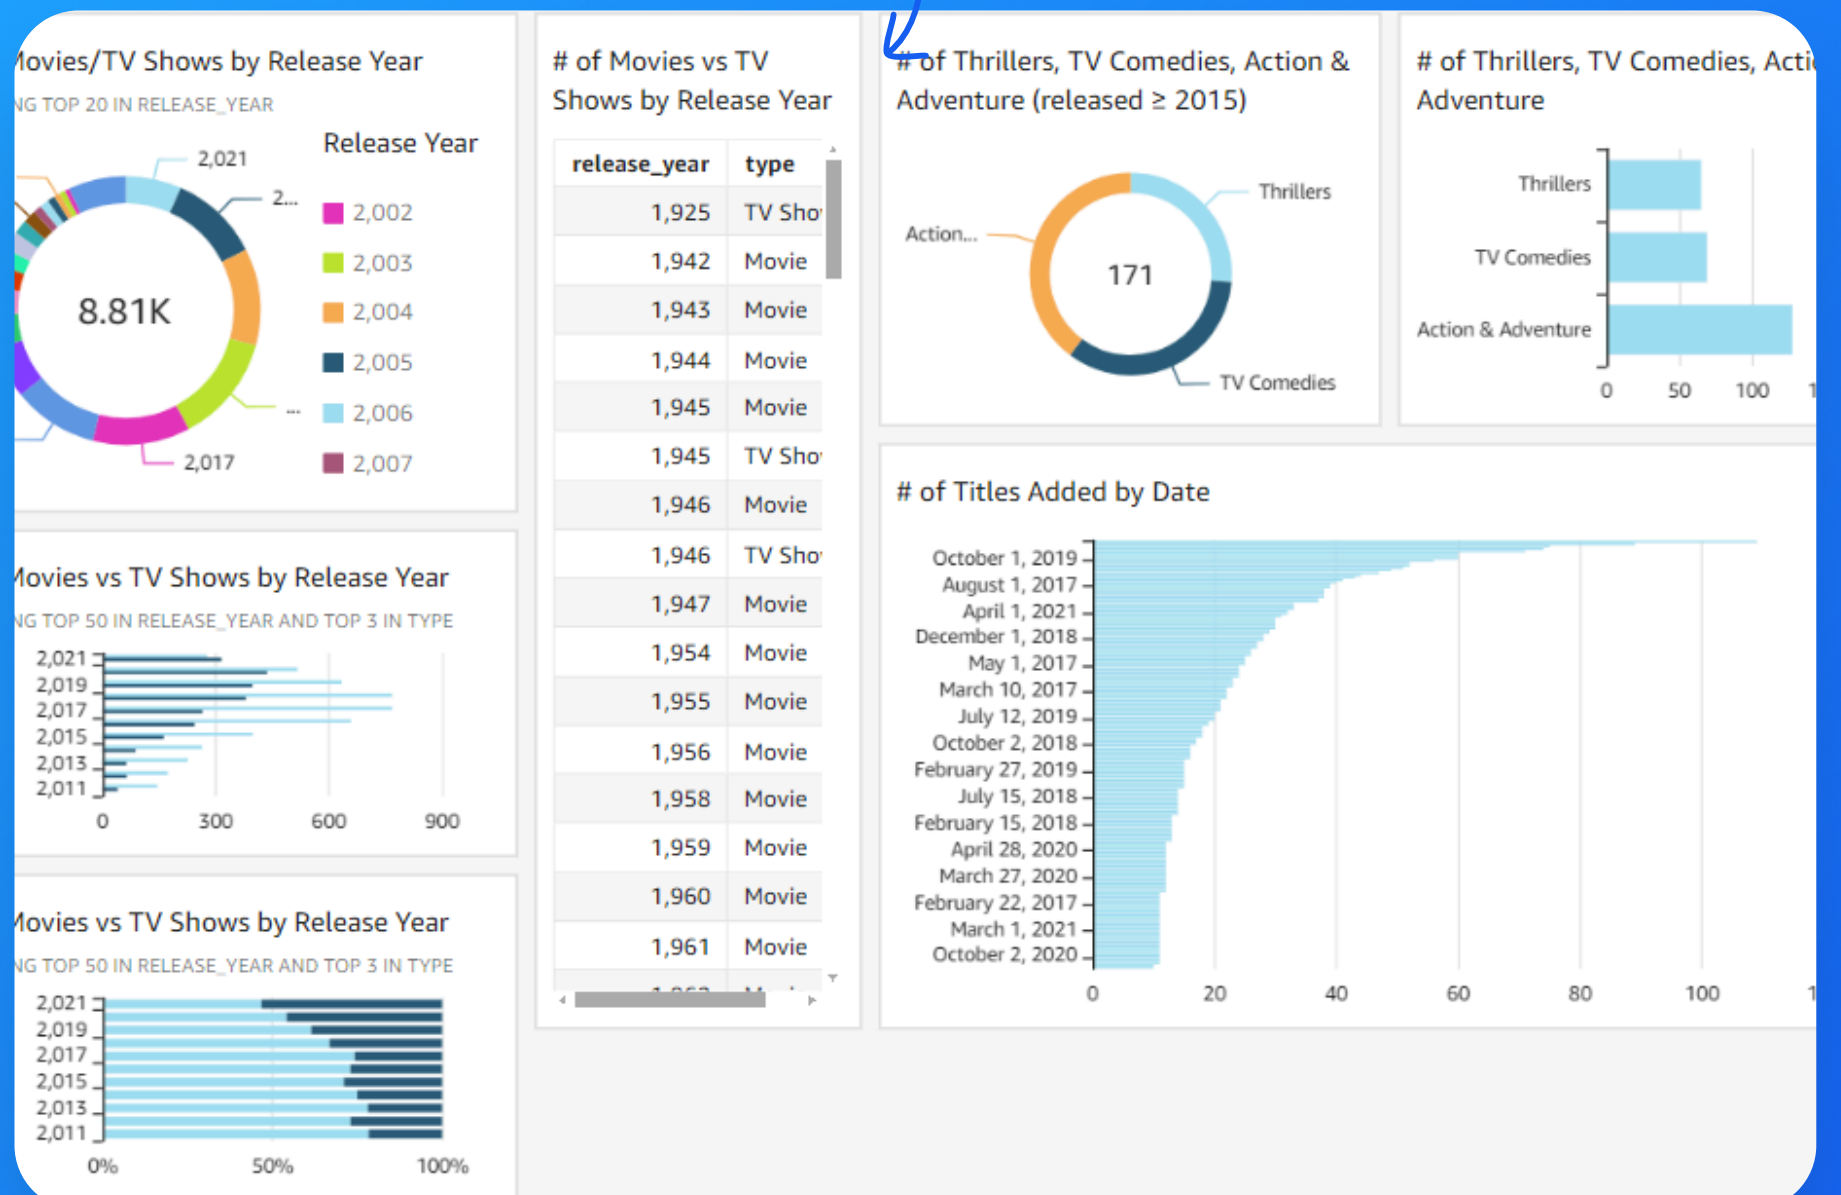 Movies/TV Shows by Release Year
NG TOP 20 IN RELEASE_YEAR
Release Year
2,021
2...
...
2,017
8.81K
2,002
2,003
2,004
2,005
2,006
2,007
Movies vs TV Shows by Release Year
NG TOP 50 IN RELEASE_YEAR AND TOP 3 IN TYPE
2,021
2,019
2,017
2,015
2,013
2,011
0 300 600 900
Movies vs TV Shows by Release Year
NG TOP 50 IN RELEASE_YEAR AND TOP 3 IN TYPE
2,021
2,019
2,017
2,015
2,013
2,011
0% 50% 100%
# of Movies vs TV
Shows by Release Year
release_year type
1,925 TV Sho
1,942 Movie
1,943 Movie
1,944 Movie
1,945 Movie
1,945 TV Sho
1,946 Movie
1,946 TV Sho
1,947 Movie
1,954 Movie
1,955 Movie
1,956 Movie
1,958 Movie
1,959 Movie
1,960 Movie
1,961 Movie
# of Thrillers, TV Comedies, Action &
Adventure (released ≥ 2015)
Thrillers
Action...
171
TV Comedies
# of Thrillers, TV Comedies, Acti
Adventure
Thrillers
TV Comedies
Action & Adventure
0 50 100 1
# of Titles Added by Date
October 1, 2019
August 1, 2017
April 1, 2021
December 1, 2018
May 1, 2017
March 10, 2017
July 12, 2019
October 2, 2018
February 27, 2019
July 15, 2018
February 15, 2018
April 28, 2020
March 27, 2020
February 22, 2017
March 1, 2021
October 2, 2020
0 20 40 60 80 100 1